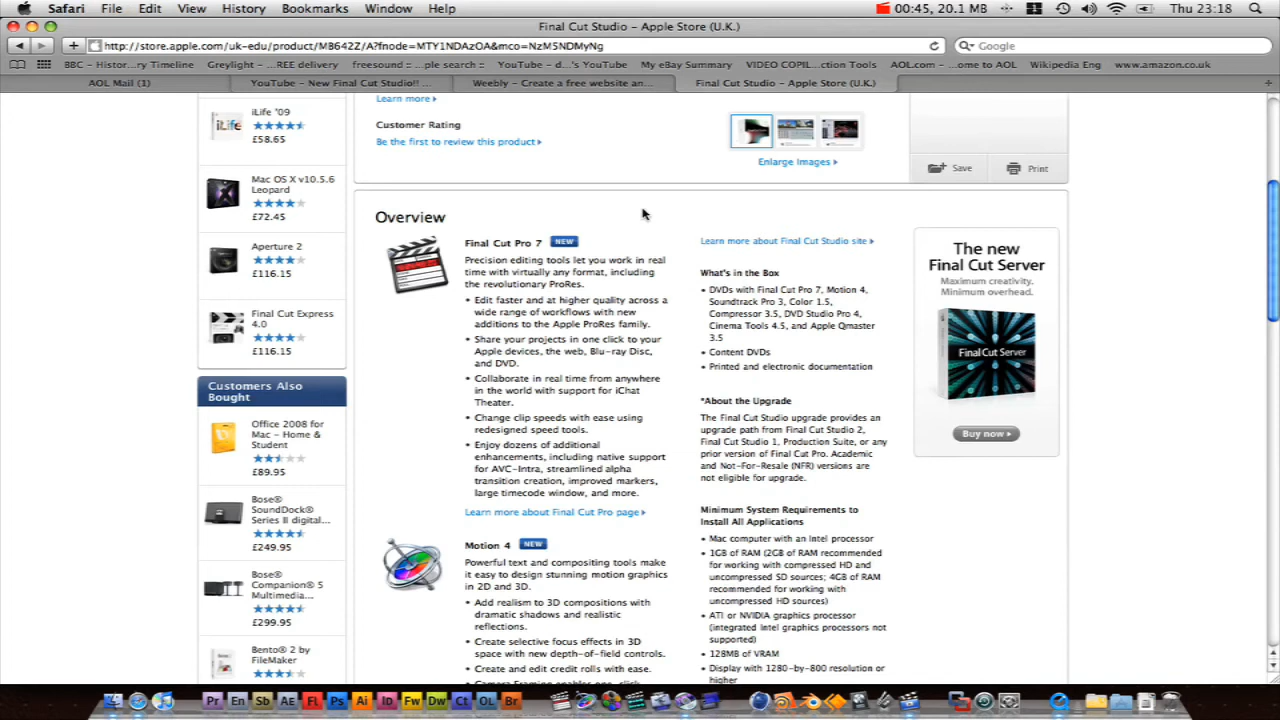 Safari File Edit View History Bookmarks Window Help 00:45, 20.1 MB Thu 23:18
Final Cut Studio - Apple Store (U.K.)
http://store.apple.com/uk-edu/product/MB642Z/A?fnode=MTY1NDAzOA&mco=NzM5NDMyNg
Google
BBC - Histor...ry Timeline Greylight - ...REE delivery freesound :: ...ple search :: YouTube - d...'s YouTube My eBay Summary VIDEO COPIL...ction Tools AOL.com - ...ome to AOL Wikipedia Eng www.amazon.co.uk
AOL Mail (1) YouTube - New Final Cut Studio!! ... Weebly - Create a free website an... Final Cut Studio - Apple Store (U.K.)
iLife '09
£58.65
Mac OS X v10.5.6
Leopard
£72.45
Aperture 2
£116.15
Final Cut Express
4.0
£116.15
Customers Also
Bought
Office 2008 for
Mac - Home &
Student
£89.95
Bose®
SoundDock®
Series II digital...
£249.95
Bose®
Companion® 5
Multimedia...
£299.95
Bento® 2 by
FileMaker
Learn more
Customer Rating
Be the first to review this product
Enlarge Images
Save Print
Overview
Final Cut Pro 7 NEW
Precision editing tools let you work in real
time with virtually any format, including
the revolutionary ProRes.
• Edit faster and at higher quality across a
wide range of workflows with new
additions to the Apple ProRes family.
• Share your projects in one click to your
Apple devices, the web, Blu-ray Disc,
and DVD.
• Collaborate in real time from anywhere
in the world with support for iChat
Theater.
• Change clip speeds with ease using
redesigned speed tools.
• Enjoy dozens of additional
enhancements, including native support
for AVC-Intra, streamlined alpha
transition creation, improved markers,
large timecode window, and more.
Learn more about Final Cut Pro page
Motion 4 NEW
Powerful text and compositing tools make
it easy to design stunning motion graphics
in 2D and 3D.
• Add realism to 3D compositions with
dramatic shadows and realistic
reflections.
• Create selective focus effects in 3D
space with new depth-of-field controls.
• Create and edit credit rolls with ease.
• Camera Framing enables one-click
Learn more about Final Cut Studio site
What's in the Box
• DVDs with Final Cut Pro 7, Motion 4,
Soundtrack Pro 3, Color 1.5,
Compressor 3.5, DVD Studio Pro 4,
Cinema Tools 4.5, and Apple Qmaster
3.5
• Content DVDs
• Printed and electronic documentation
*About the Upgrade
The Final Cut Studio upgrade provides an
upgrade path from Final Cut Studio 2,
Final Cut Studio 1, Production Suite, or any
prior version of Final Cut Pro. Academic
and Not-For-Resale (NFR) versions are
not eligible for upgrade.
Minimum System Requirements to
Install All Applications
• Mac computer with an Intel processor
• 1GB of RAM (2GB of RAM recommended
for working with compressed HD and
uncompressed SD sources; 4GB of RAM
recommended for working with
uncompressed HD sources)
• ATI or NVIDIA graphics processor
(integrated Intel graphics processors not
supported)
• 128MB of VRAM
• Display with 1280-by-800 resolution or
higher
The new
Final Cut Server
Maximum creativity.
Minimum overhead.
Final Cut Server
Buy now
Pr En Sb AE Fl Ps Ai Id Fw Dw Ct OL Br